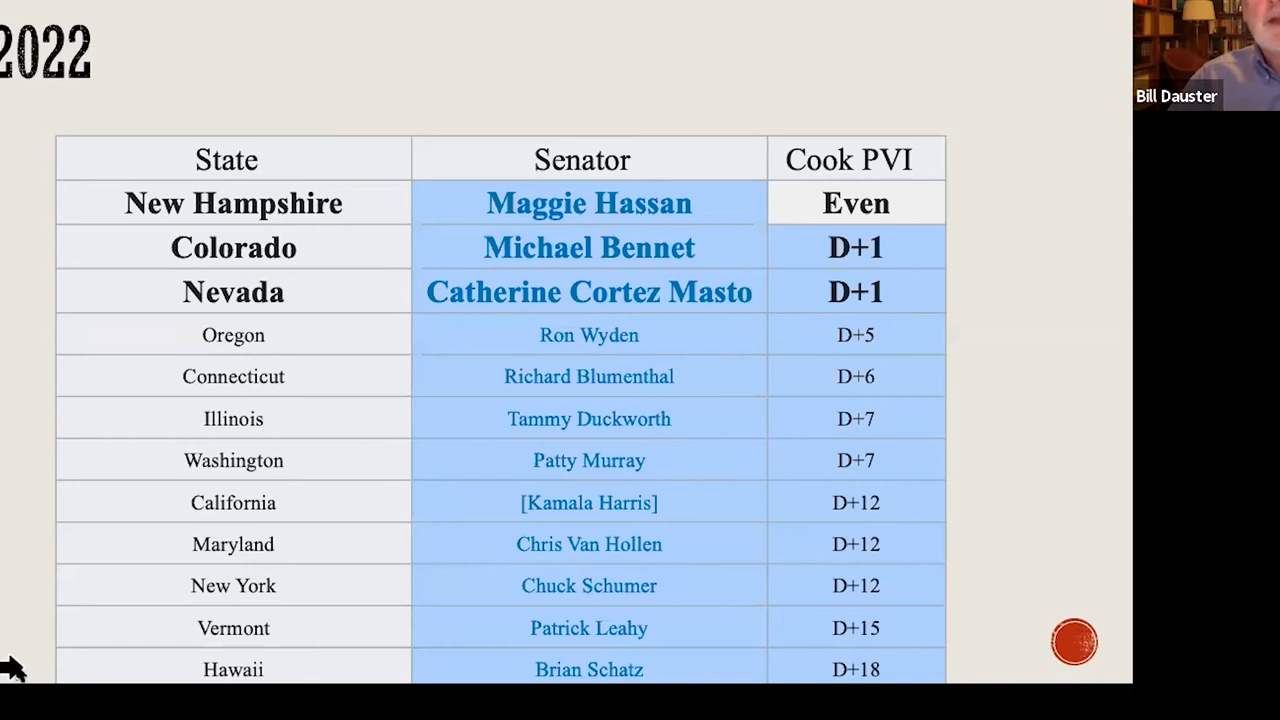 2022
Bill Dauster
State Senator Cook PVI
New Hampshire Maggie Hassan Even
Colorado Michael Bennet D+1
Nevada Catherine Cortez Masto D+1
Oregon Ron Wyden D+5
Connecticut Richard Blumenthal D+6
Illinois Tammy Duckworth D+7
Washington Patty Murray D+7
California [Kamala Harris] D+12
Maryland Chris Van Hollen D+12
New York Chuck Schumer D+12
Vermont Patrick Leahy D+15
Hawaii Brian Schatz D+18